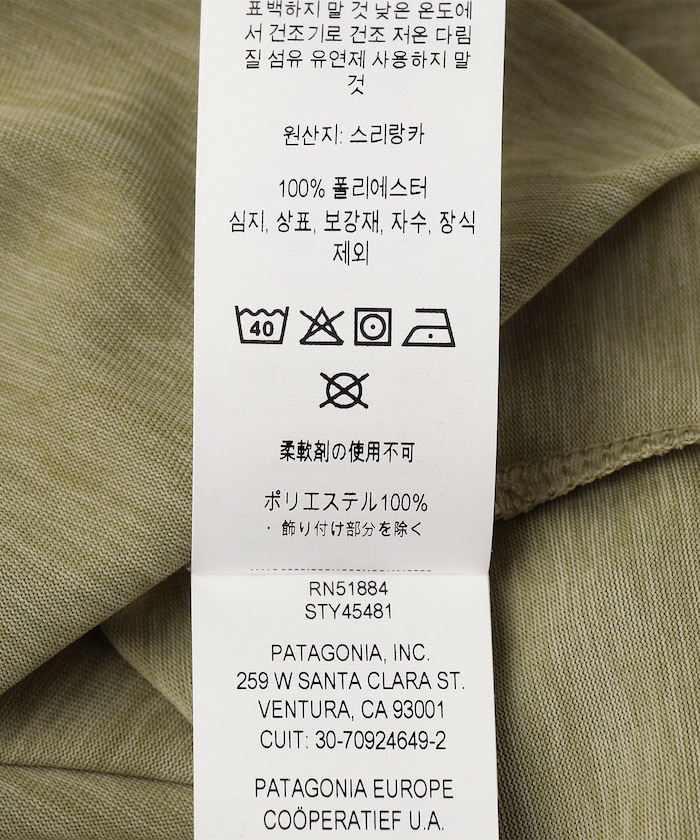 표백하지 말 것 낮은 온도에
서 건조기로 건조 저온 다림
질 섬유 유연제 사용하지 말
것
원산지: 스리랑카
100% 폴리에스터
심지, 상표, 보강재, 자수, 장식
제외
40
柔軟剤の使用不可
ポリエステル100%
・飾り付け部分を除く
RN51884
STY45481
PATAGONIA, INC.
259 W SANTA CLARA ST.
VENTURA, CA 93001
CUIT: 30-70924649-2
PATAGONIA EUROPE
COÖPERATIEF U.A.